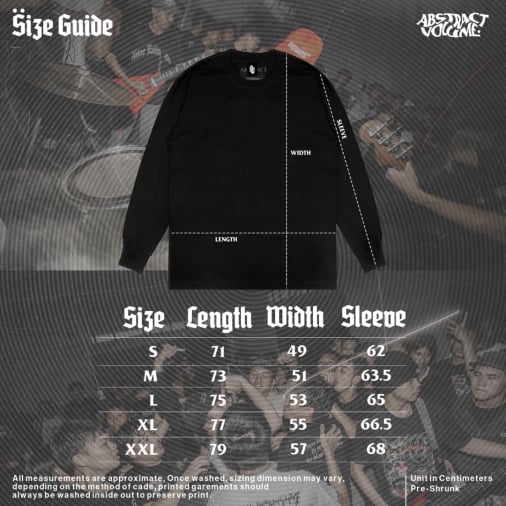 Size Guide
ABSTRACT
VOLUME.
WIDTH
SLEEVE
LENGTH
Size Length Width Sleeve
S 71 49 62
M 73 51 63.5
L 75 53 65
XL 77 55 66.5
XXL 79 57 68
All measurements are approximate, Once washed, sizing dimension may vary,
depending on the method of cade, printed garements should
always be washed inside out to preserve print.
Unit in Centimeters
Pre-Shrunk